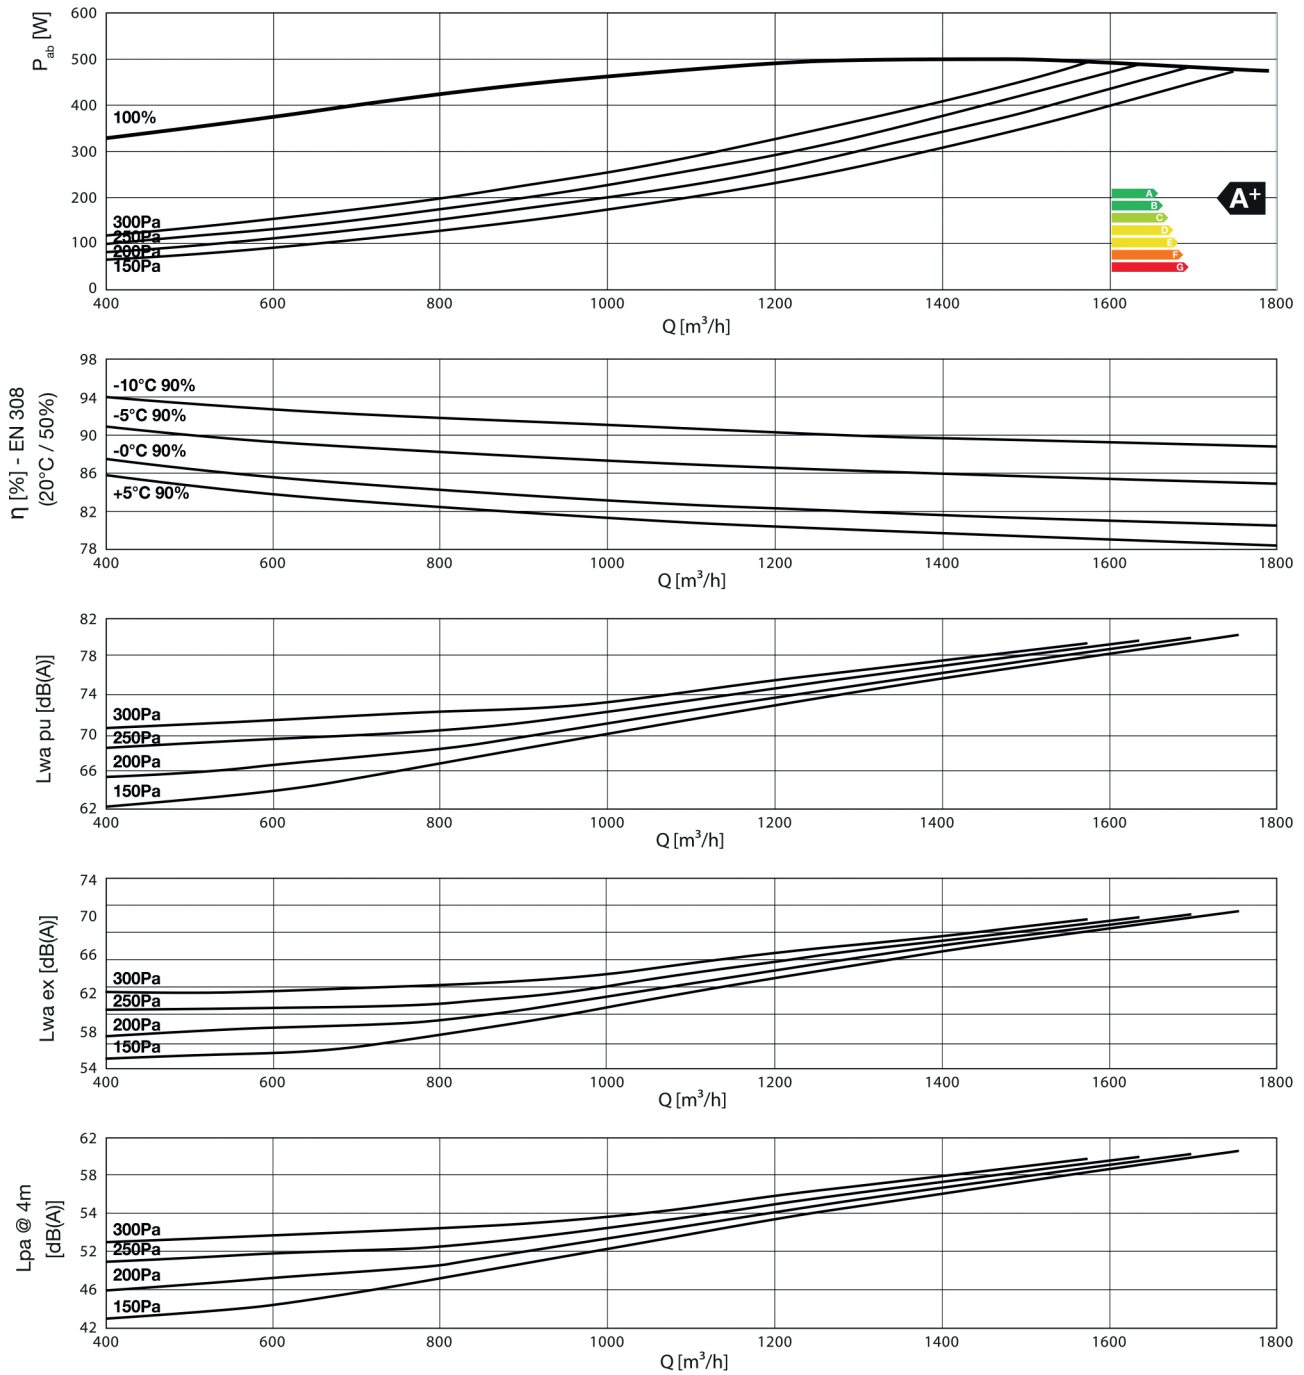 P_ab [W]
600
500
400
300
200
100
0
100%
300Pa
250Pa
200Pa
150Pa
A
B
C
D
E
F
G
A+
400 600 800 1000 1200 1400 1600 1800
Q [m³/h]
η [%] - EN 308
(20°C / 50%)
98
94
90
86
82
78
-10°C 90%
-5°C 90%
-0°C 90%
+5°C 90%
400 600 800 1000 1200 1400 1600 1800
Q [m³/h]
Lwa pu [dB(A)]
82
78
74
70
66
62
300Pa
250Pa
200Pa
150Pa
400 600 800 1000 1200 1400 1600 1800
Q [m³/h]
Lwa ex [dB(A)]
74
70
66
62
58
54
300Pa
250Pa
200Pa
150Pa
400 600 800 1000 1200 1400 1600 1800
Q [m³/h]
Lpa @ 4m
[dB(A)]
62
58
54
52
46
42
300Pa
250Pa
200Pa
150Pa
400 600 800 1000 1200 1400 1600 1800
Q [m³/h]